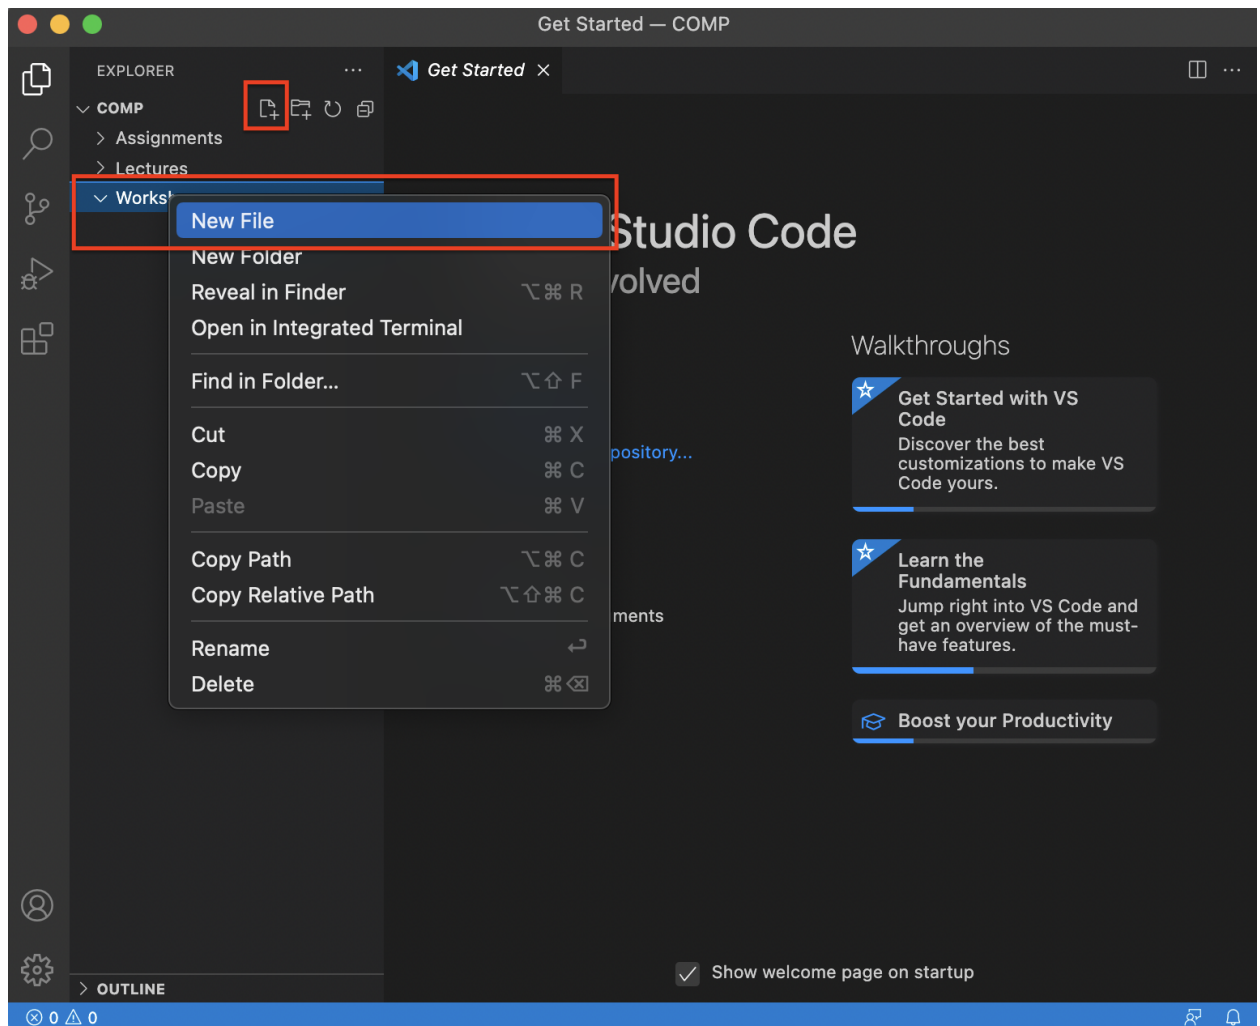 Get Started — COMP
EXPLORER
Get Started
COMP
Assignments
Lectures
Works
New File
New Folder
Reveal in Finder ⌥⌘ R
Open in Integrated Terminal
Find in Folder... ⌥⇧ F
Cut ⌘ X
Copy ⌘ C
Paste ⌘ V
Copy Path ⌥⌘ C
Copy Relative Path ⌥⇧⌘ C
Rename
Delete
Studio Code
volved
pository...
ments
Walkthroughs
Get Started with VS
Code
Discover the best
customizations to make VS
Code yours.
Learn the
Fundamentals
Jump right into VS Code and
get an overview of the must-
have features.
Boost your Productivity
Show welcome page on startup
OUTLINE
0 0